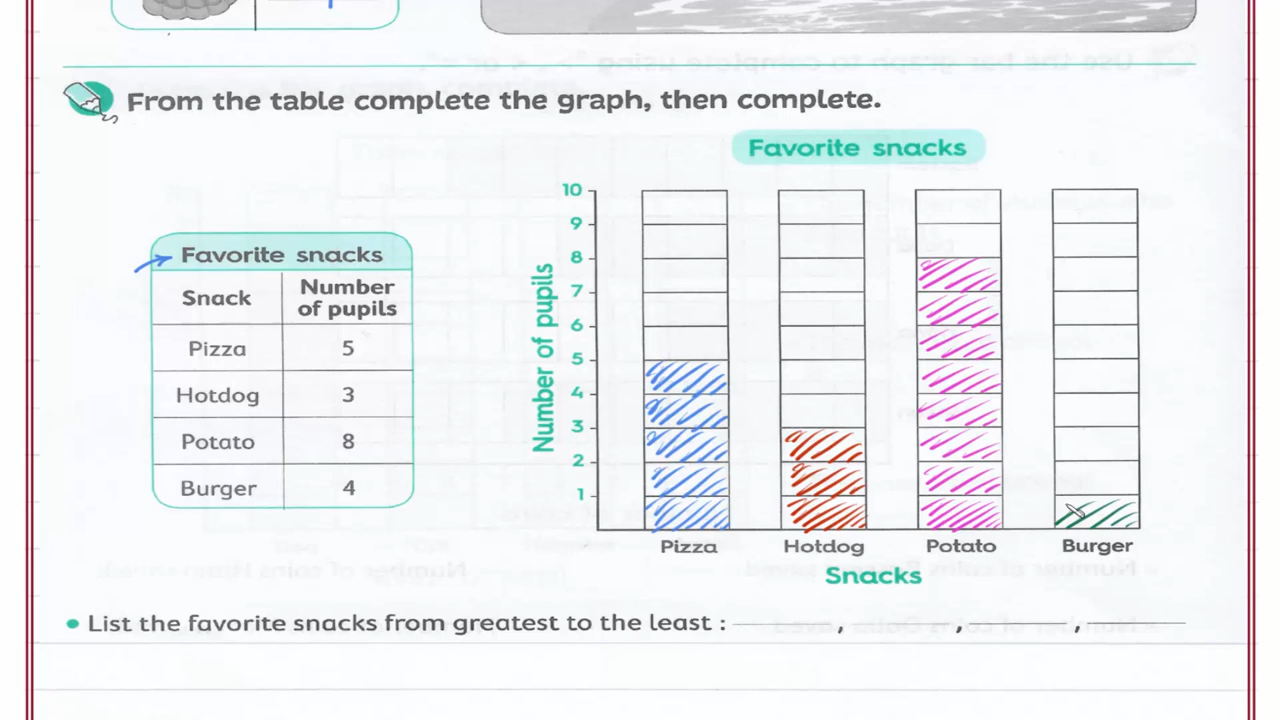 From the table complete the graph, then complete.
Favorite snacks
10
9
8
7
6
5
4
3
2
1
Number of pupils
Pizza Hotdog Potato Burger
Snacks
Favorite snacks
Snack Number of pupils
Pizza 5
Hotdog 3
Potato 8
Burger 4
• List the favorite snacks from greatest to the least : , , ,